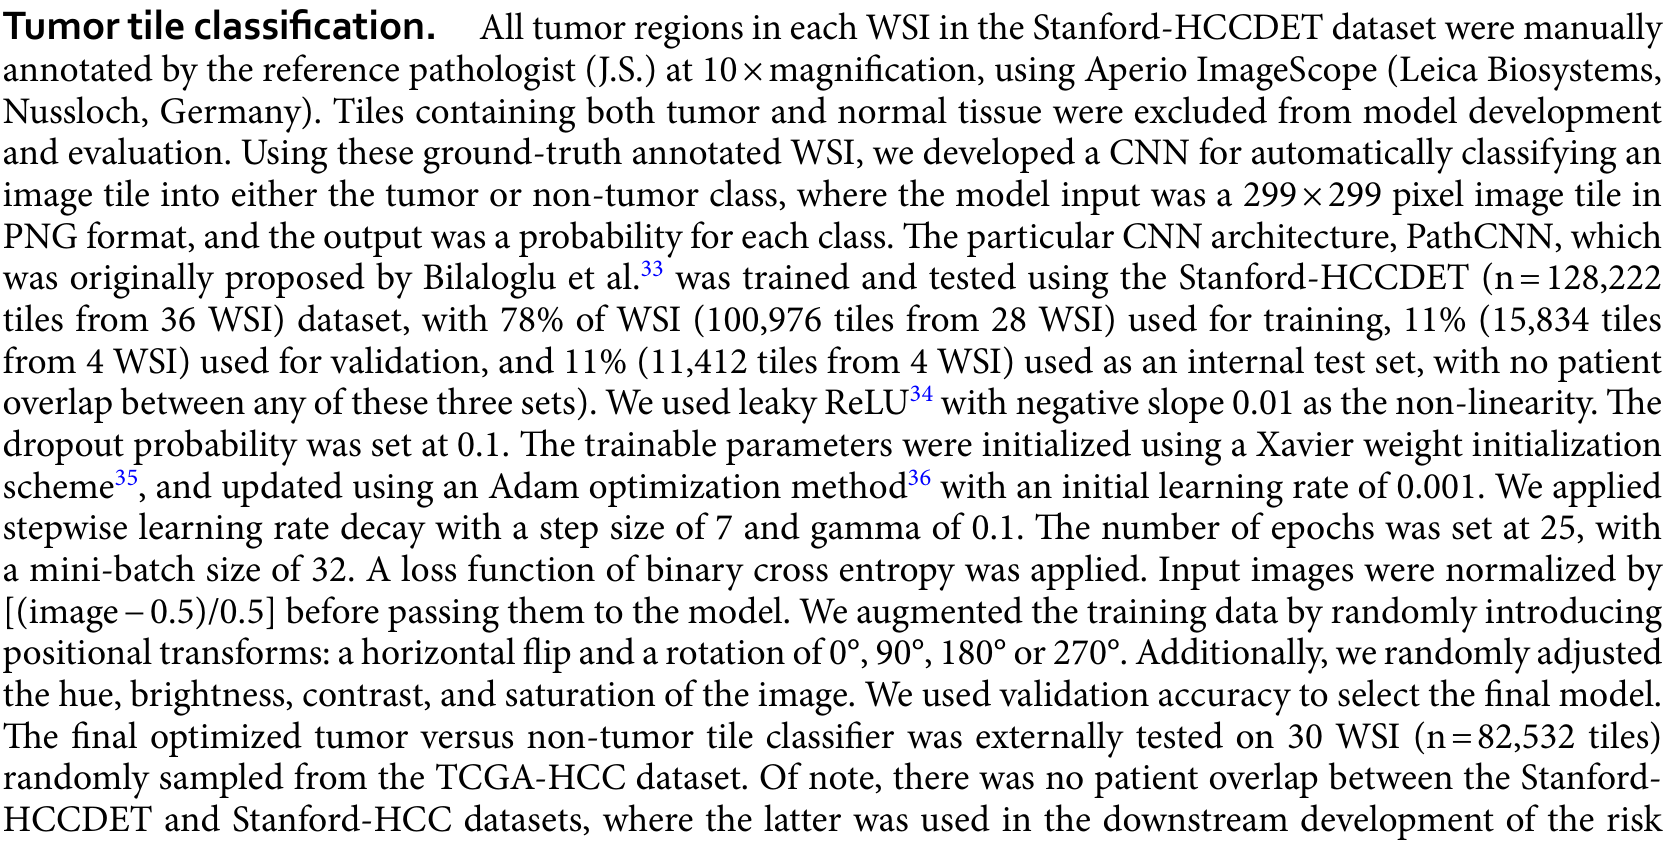 Tumor tile classification. All tumor regions in each WSI in the Stanford-HCCDET dataset were manually
annotated by the reference pathologist (J.S.) at 10 × magnification, using Aperio ImageScope (Leica Biosystems,
Nussloch, Germany). Tiles containing both tumor and normal tissue were excluded from model development
and evaluation. Using these ground-truth annotated WSI, we developed a CNN for automatically classifying an
image tile into either the tumor or non-tumor class, where the model input was a 299 × 299 pixel image tile in
PNG format, and the output was a probability for each class. The particular CNN architecture, PathCNN, which
was originally proposed by Bilaloglu et al.33 was trained and tested using the Stanford-HCCDET (n = 128,222
tiles from 36 WSI) dataset, with 78% of WSI (100,976 tiles from 28 WSI) used for training, 11% (15,834 tiles
from 4 WSI) used for validation, and 11% (11,412 tiles from 4 WSI) used as an internal test set, with no patient
overlap between any of these three sets). We used leaky ReLU34 with negative slope 0.01 as the non-linearity. The
dropout probability was set at 0.1. The trainable parameters were initialized using a Xavier weight initialization
scheme35, and updated using an Adam optimization method36 with an initial learning rate of 0.001. We applied
stepwise learning rate decay with a step size of 7 and gamma of 0.1. The number of epochs was set at 25, with
a mini-batch size of 32. A loss function of binary cross entropy was applied. Input images were normalized by
[(image − 0.5)/0.5] before passing them to the model. We augmented the training data by randomly introducing
positional transforms: a horizontal flip and a rotation of 0°, 90°, 180° or 270°. Additionally, we randomly adjusted
the hue, brightness, contrast, and saturation of the image. We used validation accuracy to select the final model.
The final optimized tumor versus non-tumor tile classifier was externally tested on 30 WSI (n = 82,532 tiles)
randomly sampled from the TCGA-HCC dataset. Of note, there was no patient overlap between the Stanford-
HCCDET and Stanford-HCC datasets, where the latter was used in the downstream development of the risk